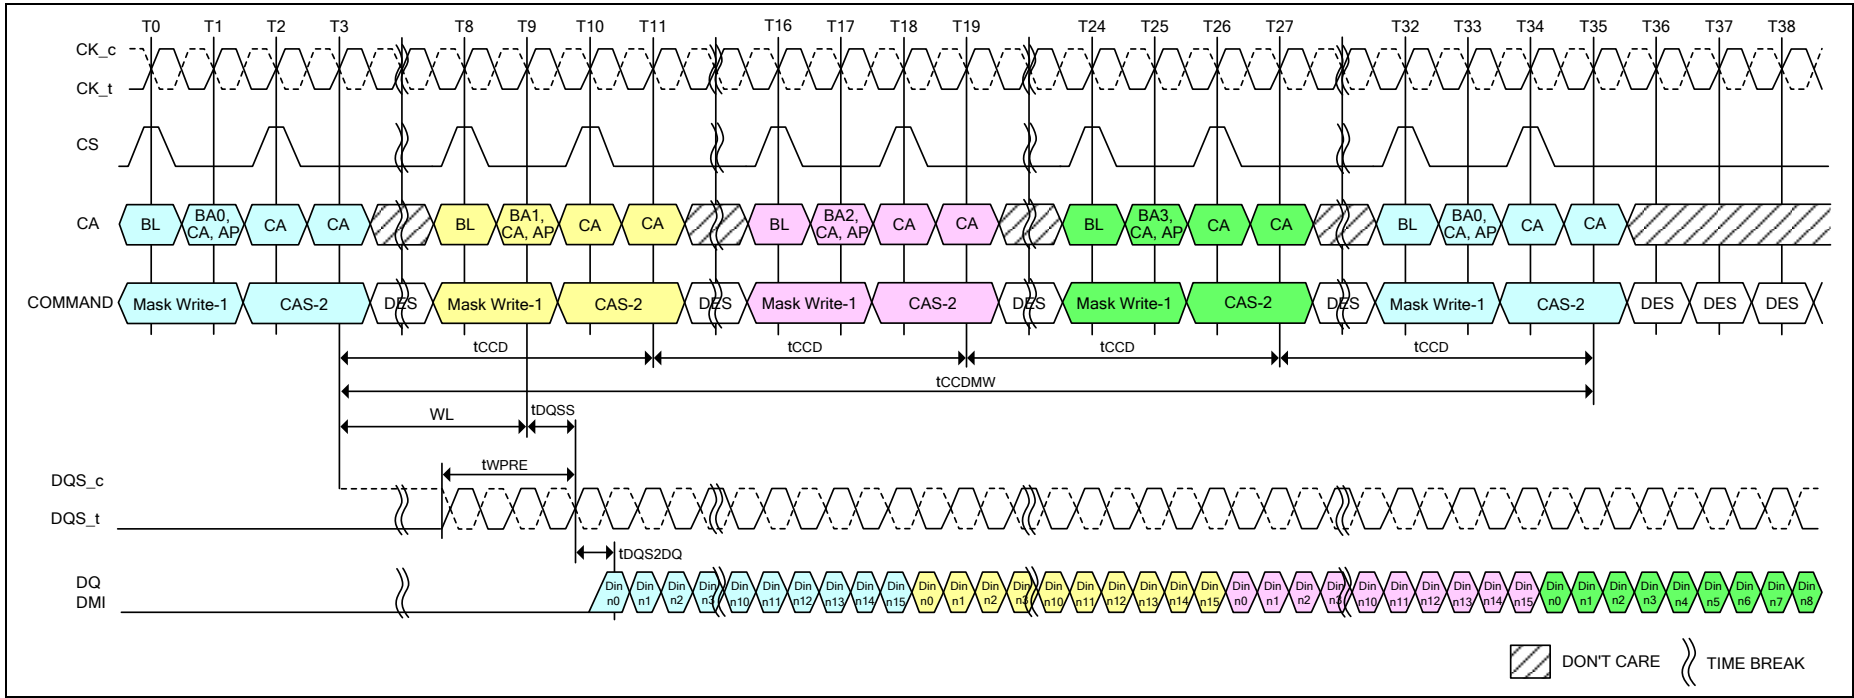 T0 T1 T2 T3 T8 T9 T10 T11 T16 T17 T18 T19 T24 T25 T26 T27 T32 T33 T34 T35 T36 T37 T38
CK_c
CK_t
CS
CA BL BA0, CA, AP CA CA BL BA1, CA, AP CA CA BL BA2, CA, AP CA CA BL BA3, CA, AP CA CA BL BA0, CA, AP CA CA
COMMAND Mask Write-1 CAS-2 DES Mask Write-1 CAS-2 DES Mask Write-1 CAS-2 DES Mask Write-1 CAS-2 DES Mask Write-1 CAS-2 DES DES DES
tCCD tCCD tCCD tCCD
tCCDMW
WL tDQSS
tWPRE
DQS_c
DQS_t
tDQS2DQ
DQ Din Din Din Din Din Din Din Din Din Din Din Din Din Din Din Din Din Din Din Din Din Din Din Din Din Din Din Din Din Din Din Din Din Din Din Din Din Din Din
DMI n0 n1 n2 n3 n10 n11 n12 n13 n14 n15 n0 n1 n2 n3 n10 n11 n12 n13 n14 n15 n0 n1 n2 n3 n10 n11 n12 n13 n14 n15 n0 n1 n2 n3 n4 n5 n6 n7 n8
DON'T CARE TIME BREAK